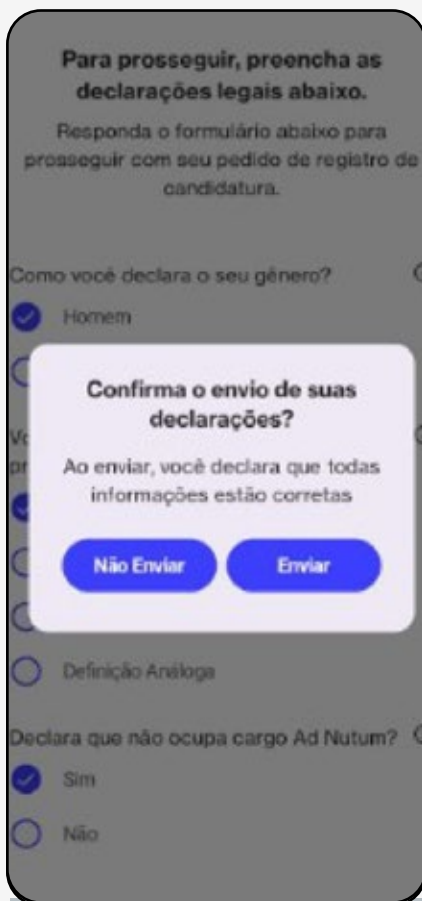 Para prosseguir, preencha as
declarações legais abaixo.
Responda o formulário abaixo para
prosseguir com seu pedido de registro de
candidatura.
Como você declara o seu gênero?
Homem
Confirma o envio de suas
declarações?
Ao enviar, você declara que todas
informações estão corretas
Não Enviar
Enviar
Definição Análoga
Declara que não ocupa cargo Ad Nutum?
Sim
Não